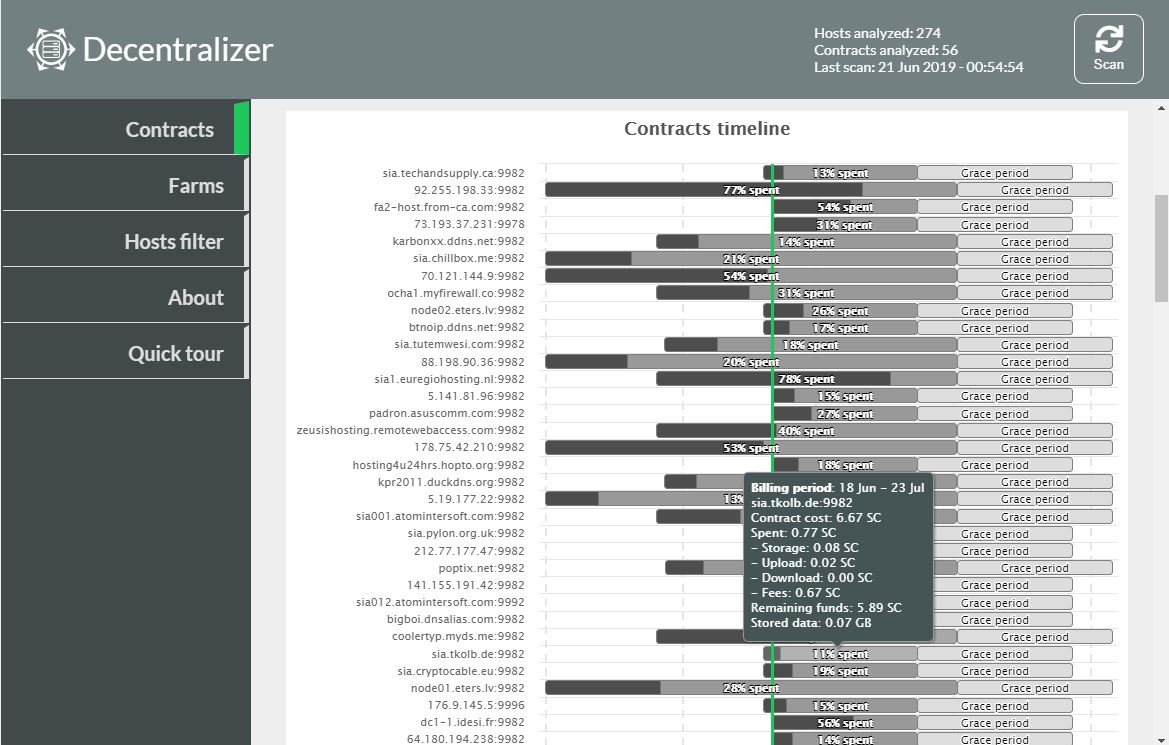 Decentralizer
Hosts analyzed: 274
Contracts analyzed: 56
Last scan: 21 Jun 2019 - 00:54:54
Scan
Contracts
Farms
Hosts filter
About
Quick tour
Contracts timeline
sia.techandsupply.ca:9982 13% spent Grace period
92.255.198.33:9982 77% spent Grace period
fa2-host.from-ca.com:9982 54% spent Grace period
73.193.37.231:9978 31% spent Grace period
karbonxx.ddns.net:9982 14% spent Grace period
sia.chillbox.me:9982 21% spent Grace period
70.121.144.9:9982 54% spent Grace period
ocha1.myfirewall.co:9982 31% spent Grace period
node02.eters.lv:9982 26% spent Grace period
btnoip.ddns.net:9982 17% spent Grace period
sia.tutemwesi.com:9982 18% spent Grace period
88.198.90.36:9982 20% spent Grace period
sia1.euregiohosting.nl:9982 78% spent Grace period
5.141.81.96:9982 15% spent Grace period
padron.asuscomm.com:9982 27% spent Grace period
zeusishosting.remotewebaccess.com:9982 40% spent Grace period
178.75.42.210:9982 53% spent Grace period
hosting4u24hrs.hopto.org:9982 18% spent Grace period
kpr2011.duckdns.org:9982 Grace period
5.19.177.22:9982 13% Grace period
sia001.atomintersoft.com:9982 Grace period
sia.pylon.org.uk:9982 Grace period
212.77.177.47:9982 Grace period
poptix.net:9982 Grace period
141.155.191.42:9982 Grace period
sia012.atomintersoft.com:9992 Grace period
bigboi.dnsalias.com:9982 Grace period
coolertyp.myds.me:9982 Grace period
Billing period: 18 Jun - 23 Jul
sia.tkolb.de:9982
Contract cost: 6.67 SC
Spent: 0.77 SC
- Storage: 0.08 SC
- Upload: 0.02 SC
- Download: 0.00 SC
- Fees: 0.67 SC
Remaining funds: 5.89 SC
Stored data: 0.07 GB
sia.tkolb.de:9982 11% spent Grace period
sia.cryptocable.eu:9982 19% spent Grace period
node01.eters.lv:9982 28% spent Grace period
176.9.145.5:9996 15% spent Grace period
dc1-1.idesi.fr:9982 56% spent Grace period
64.180.194.238:9982 14% spent Grace period